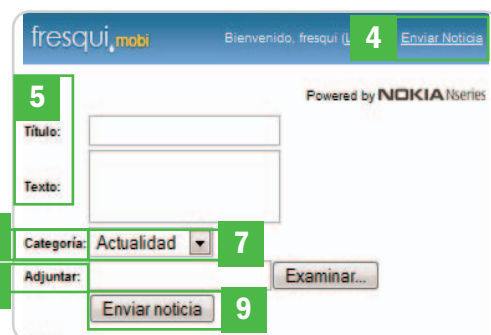 fresqui.mobi Bienvenido, fresqui (L 4 Enviar Noticia
Powered by NOKIA Nseries
5
Título:
Texto:
Categoría: Actualidad 7
Adjuntar: Examinar...
Enviar noticia 9